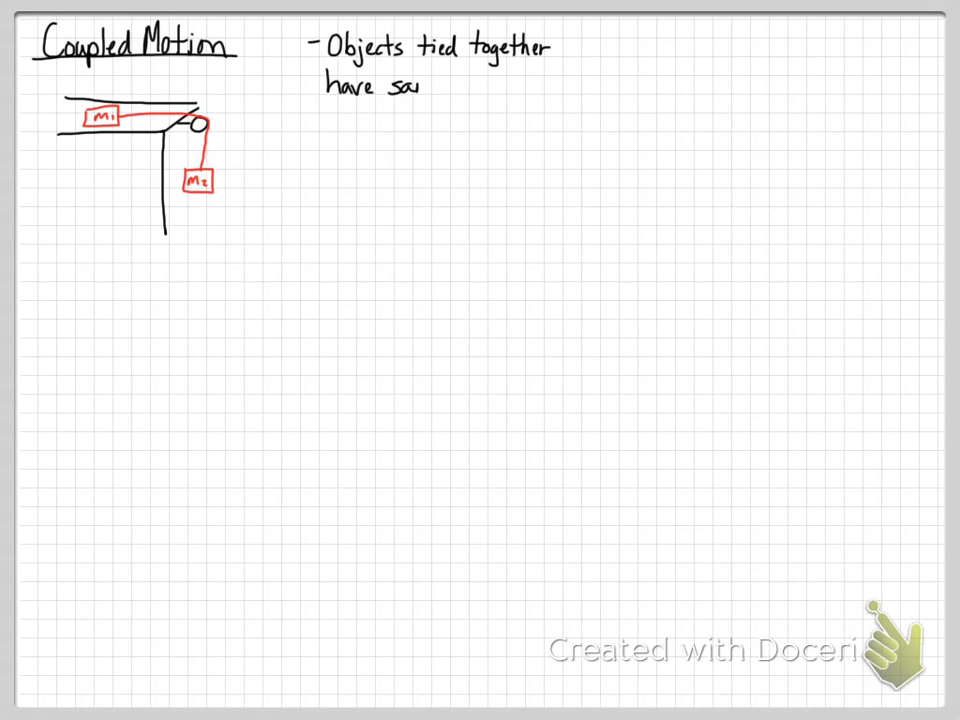 Coupled Motion
- Objects tied together
have sa
M1
M2
Created with Doceri